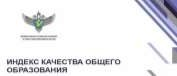 ИНДЕКС КАЧЕСТВА ОБЩЕГО
ОБРАЗОВАНИЯ